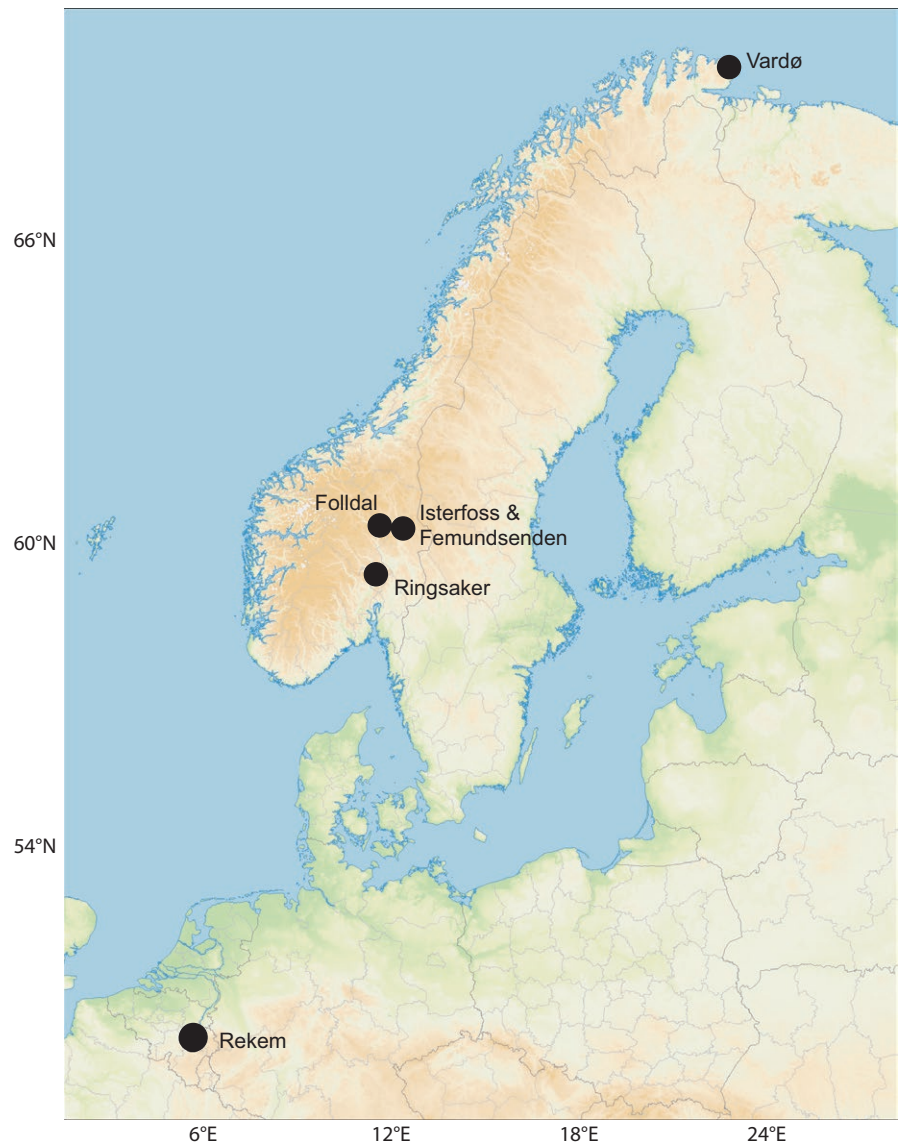 Vardø
66°N
Folldal
Isterfoss &
Femundsenden
60°N
Ringsaker
54°N
Rekem
6°E
12°E
18°E
24°E